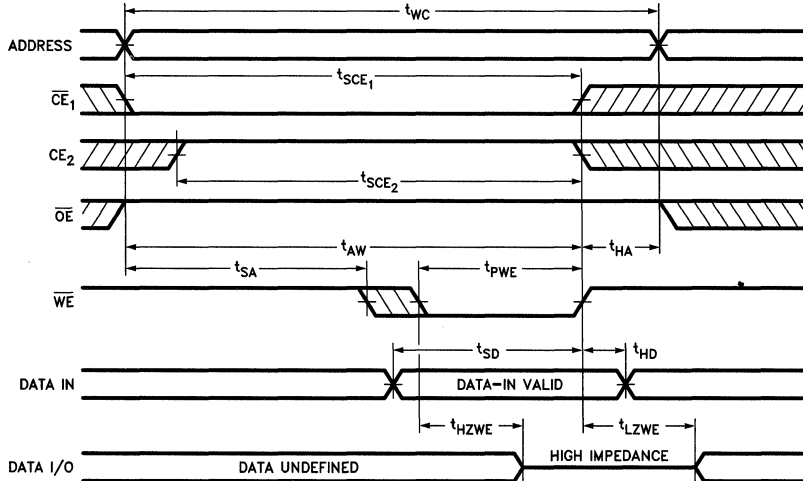 tWC
ADDRESS
tSCE1
CE1
CE2
tSCE2
OE
tAW
tHA
tSA
tPWE
WE
tSD
tHD
DATA IN
DATA-IN VALID
tHZWE
tLZWE
HIGH IMPEDANCE
DATA I/O
DATA UNDEFINED